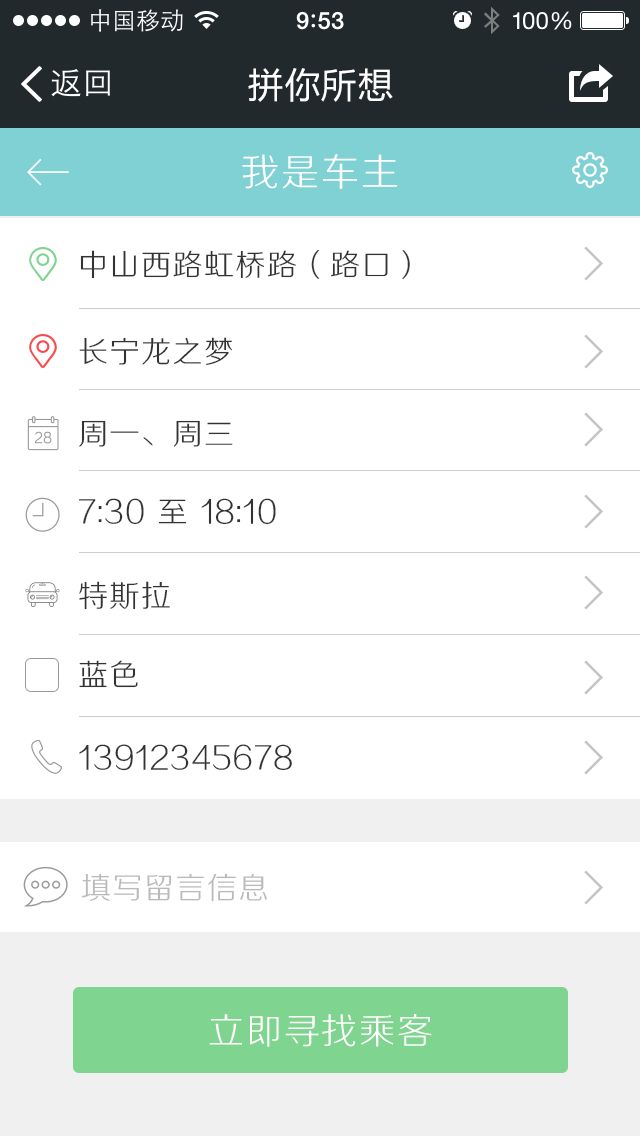 中国移动 9:53 100%
返回 拼你所想
我是车主
中山西路虹桥路（路口）
长宁龙之梦
28 周一、周三
7:30 至 18:10
特斯拉
蓝色
13912345678
填写留言信息
立即寻找乘客